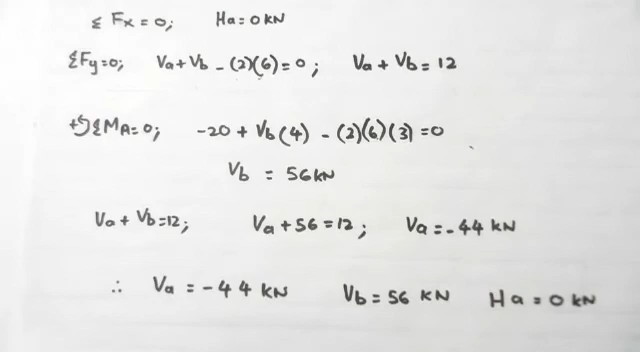 Σ Fx = 0; Ha = 0 kN
ΣFy=0; Va + Vb - (2)(6) = 0; Va + Vb = 12
+↺ΣMA=0; -20 + Vb (4) - (2)(6)(3) = 0
Vb = 56 kN
Va + Vb = 12; Va + 56 = 12; Va = -44 kN
∴ Va = -44 kN Vb = 56 KN Ha = 0 kN